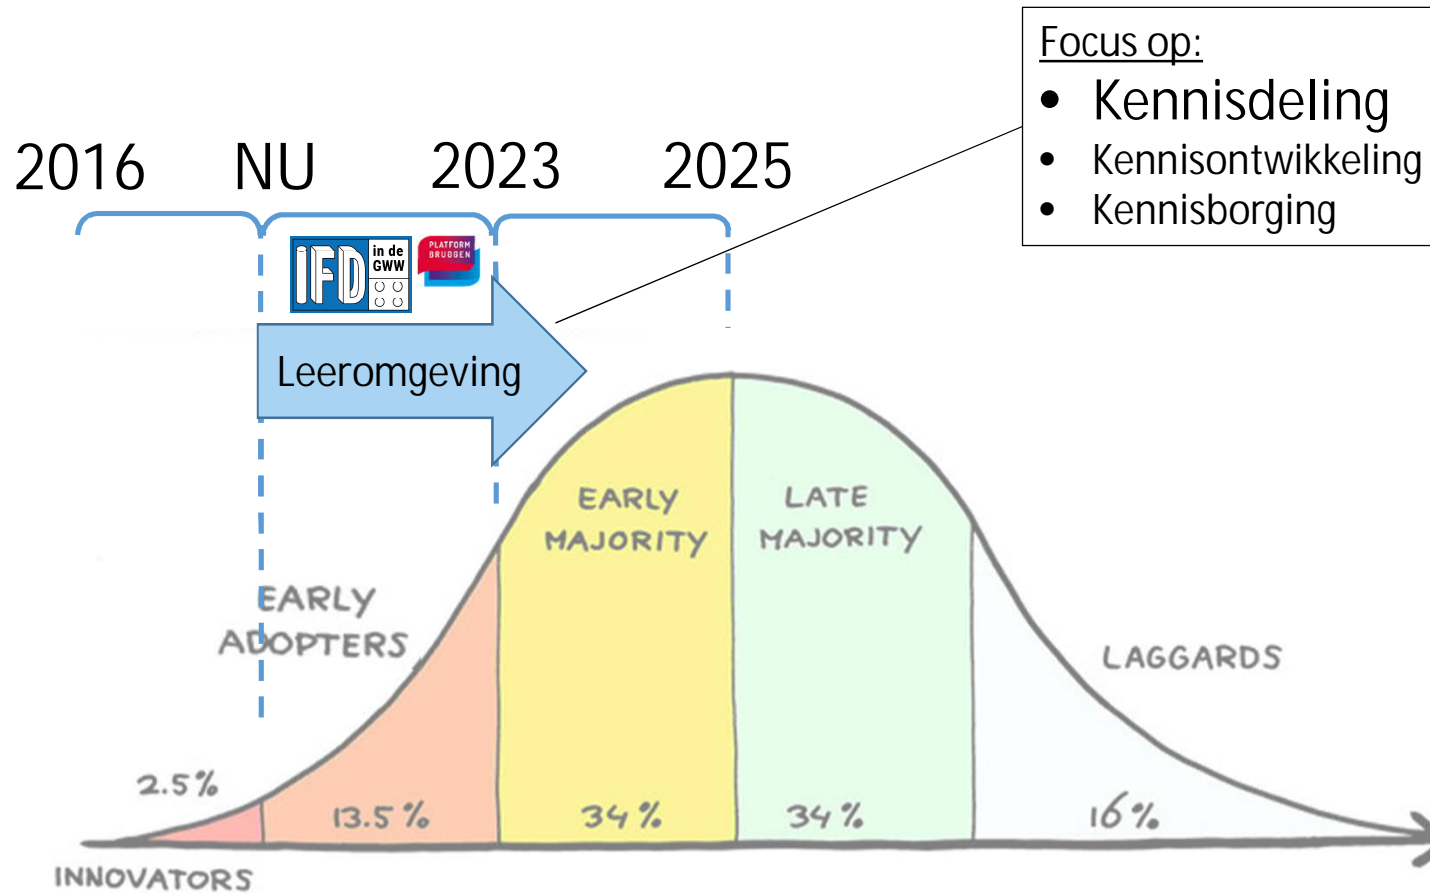 Focus op:
• Kennisdeling
• Kennisontwikkeling
• Kennisborging
2016 NU 2023 2025
IFD in de GWW
PLATFORM BRUGGEN
Leeromgeving
EARLY MAJORITY
LATE MAJORITY
EARLY ADOPTERS
LAGGARDS
2.5%
13.5%
34%
34%
16%
INNOVATORS